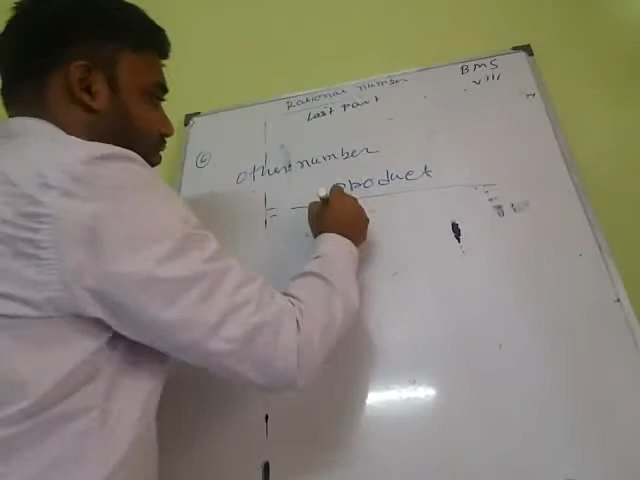 Rational number
Last part
BMS
VIII
6
other number
= product